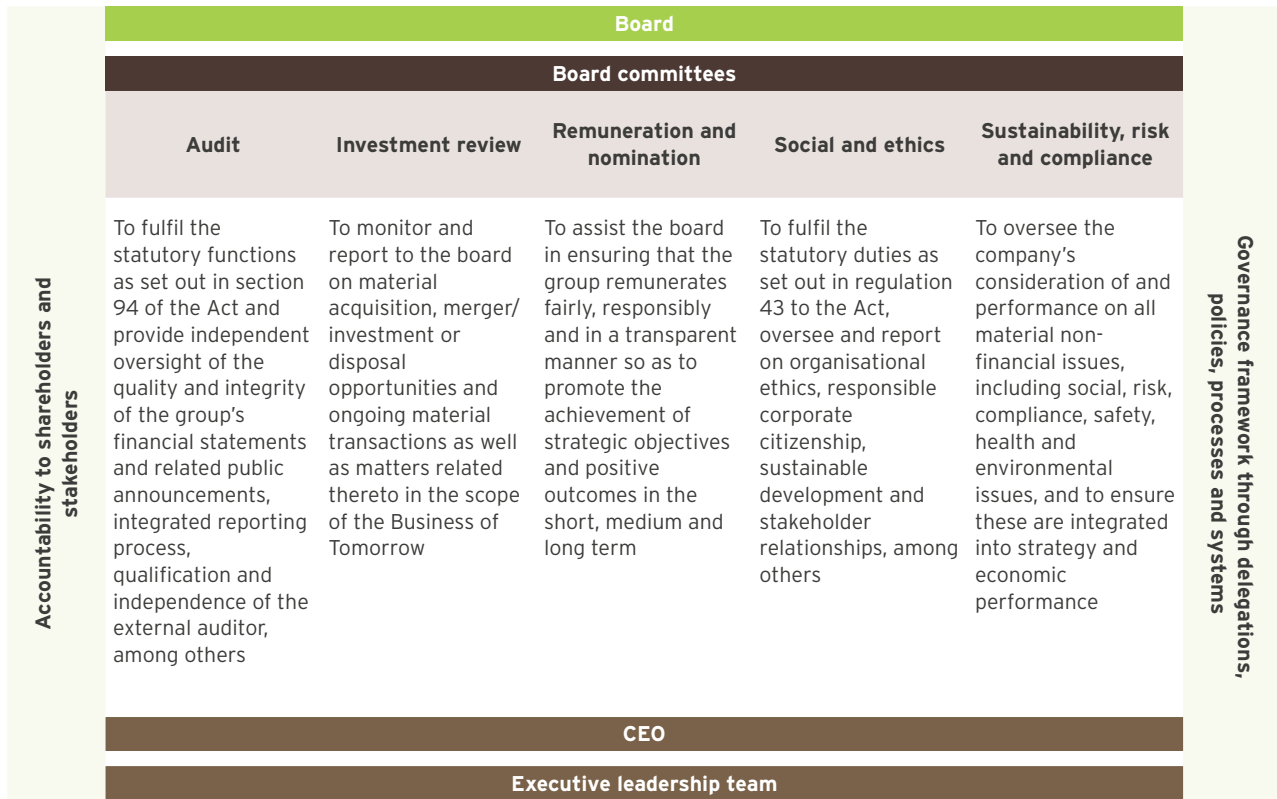 Board
Board committees
Audit
Investment review
Remuneration and
nomination
Social and ethics
Sustainability, risk
and compliance
To fulfil the
statutory functions
as set out in section
94 of the Act and
provide independent
oversight of the
quality and integrity
of the group's
financial statements
and related public
announcements,
integrated reporting
process,
qualification and
independence of the
external auditor,
among others
To monitor and
report to the board
on material
acquisition, merger/
investment or
disposal
opportunities and
ongoing material
transactions as well
as matters related
thereto in the scope
of the Business of
Tomorrow
To assist the board
in ensuring that the
group remunerates
fairly, responsibly
and in a transparent
manner so as to
promote the
achievement of
strategic objectives
and positive
outcomes in the
short, medium and
long term
To fulfil the
statutory duties as
set out in regulation
43 to the Act,
oversee and report
on organisational
ethics, responsible
corporate
citizenship,
sustainable
development and
stakeholder
relationships, among
others
To oversee the
company's
consideration of and
performance on all
material non-
financial issues,
including social, risk,
compliance, safety,
health and
environmental
issues, and to ensure
these are integrated
into strategy and
economic
performance
CEO
Executive leadership team
Accountability to shareholders and
stakeholders
Governance framework through delegations,
policies, processes and systems